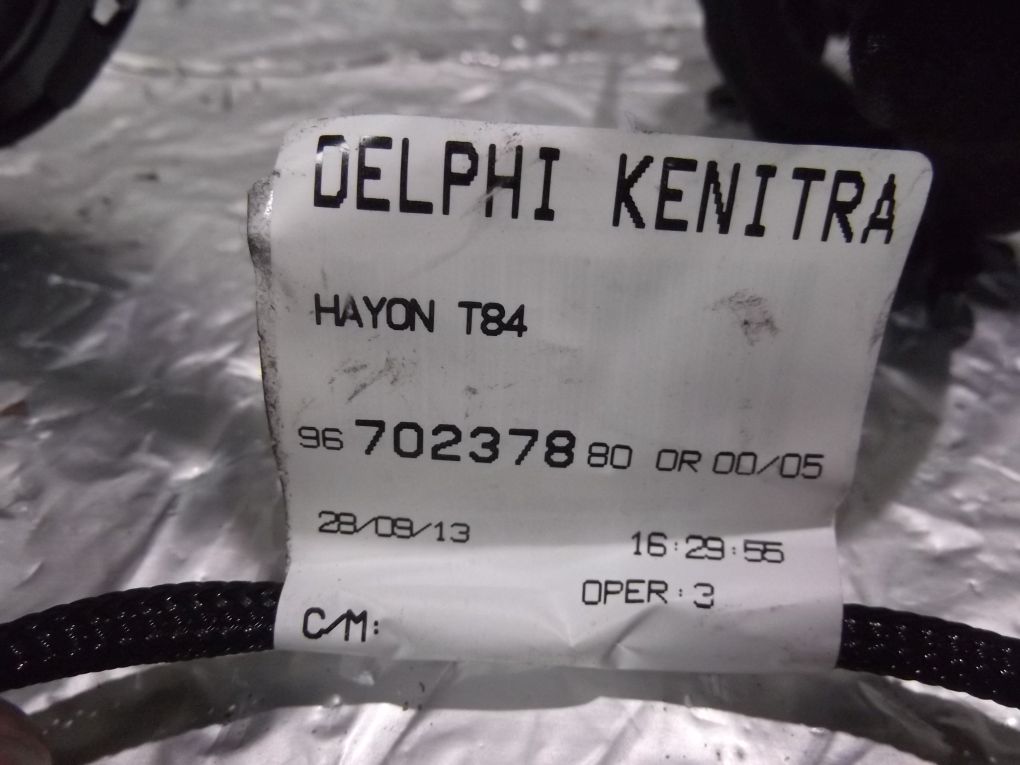 DELPHI KENITRA
HAYON T84
96 702378 80 OR 00/05
28/09/13 16:29:55
OPER:3
C/M: